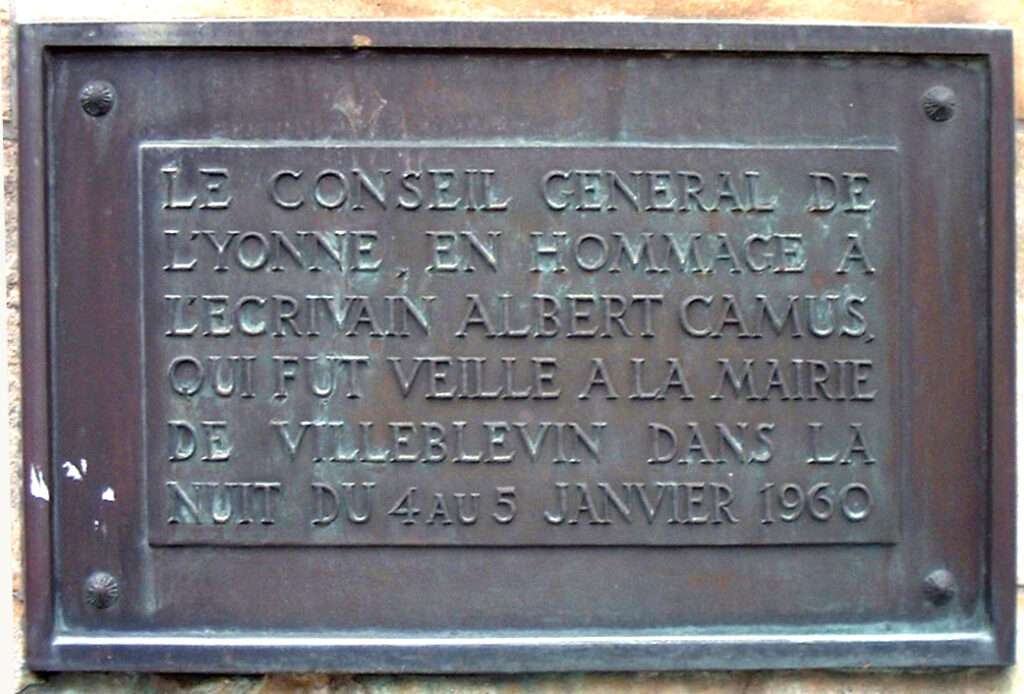 LE CONSEIL GENERAL DE
L'YONNE, EN HOMMAGE A
L'ECRIVAIN ALBERT CAMUS,
QUI FUT VEILLE A LA MAIRIE
DE VILLEBLEVIN DANS LA
NUIT DU 4 AU 5 JANVIER 1960